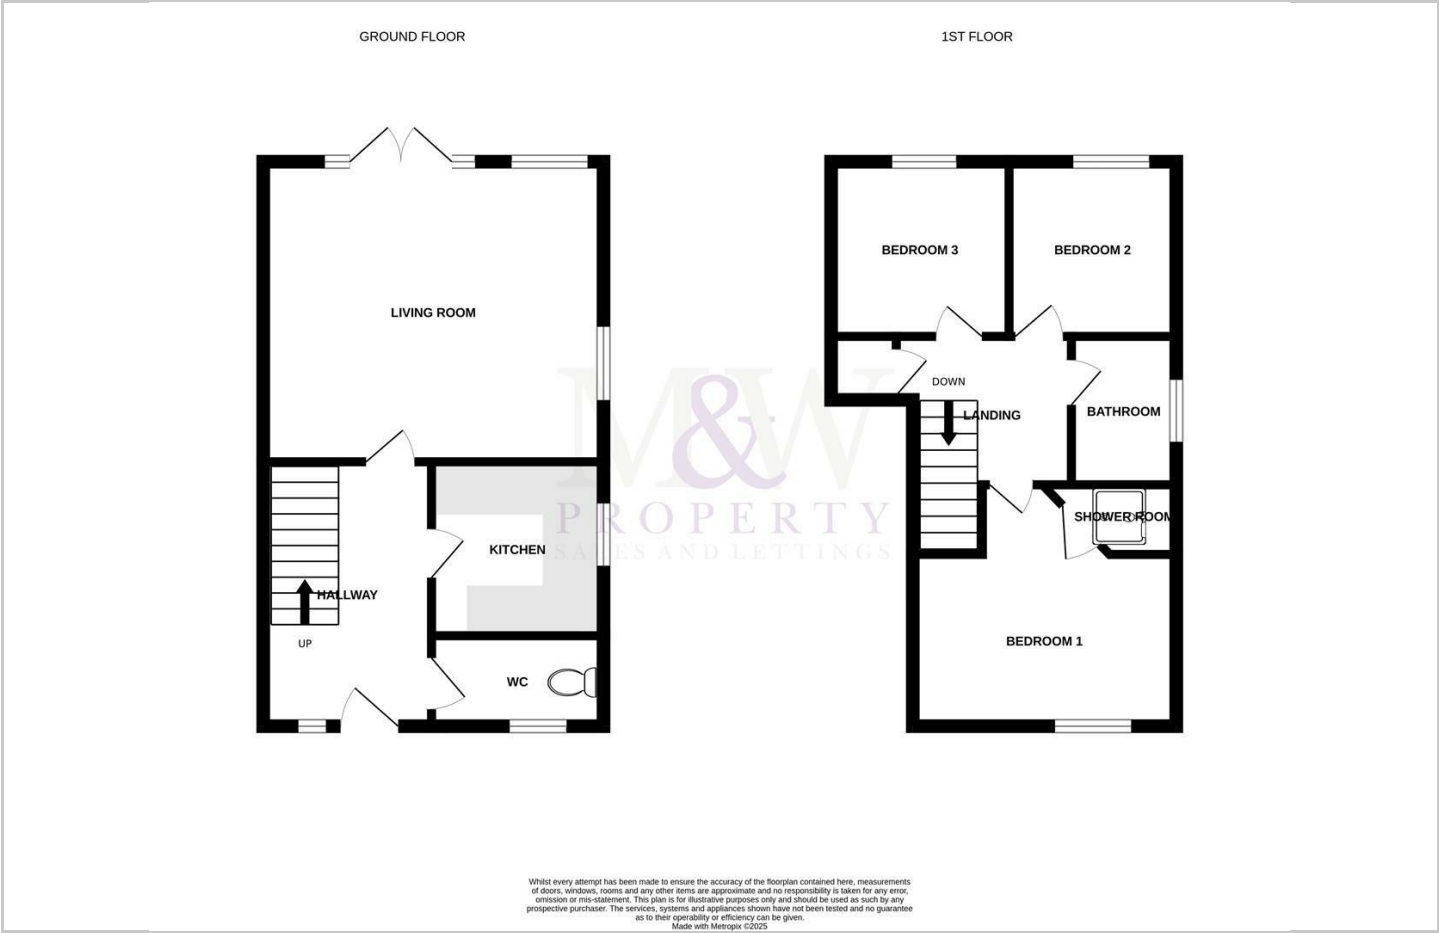 GROUND FLOOR
1ST FLOOR
LIVING ROOM
KITCHEN
HALLWAY
UP
WC
BEDROOM 3
BEDROOM 2
DOWN
LANDING
BATHROOM
SHOWER ROOM
BEDROOM 1
M&W
PROPERTY
SALES AND LETTINGS
Whilst every attempt has been made to ensure the accuracy of the floorplan contained here, measurements
of doors, windows, rooms and any other items are approximate and no responsibility is taken for any error,
omission or mis-statement. This plan is for illustrative purposes only and should be used as such by any
prospective purchaser. The services, systems and appliances shown have not been tested and no guarantee
as to their operability or efficiency can be given.
Made with Metropix ©2025